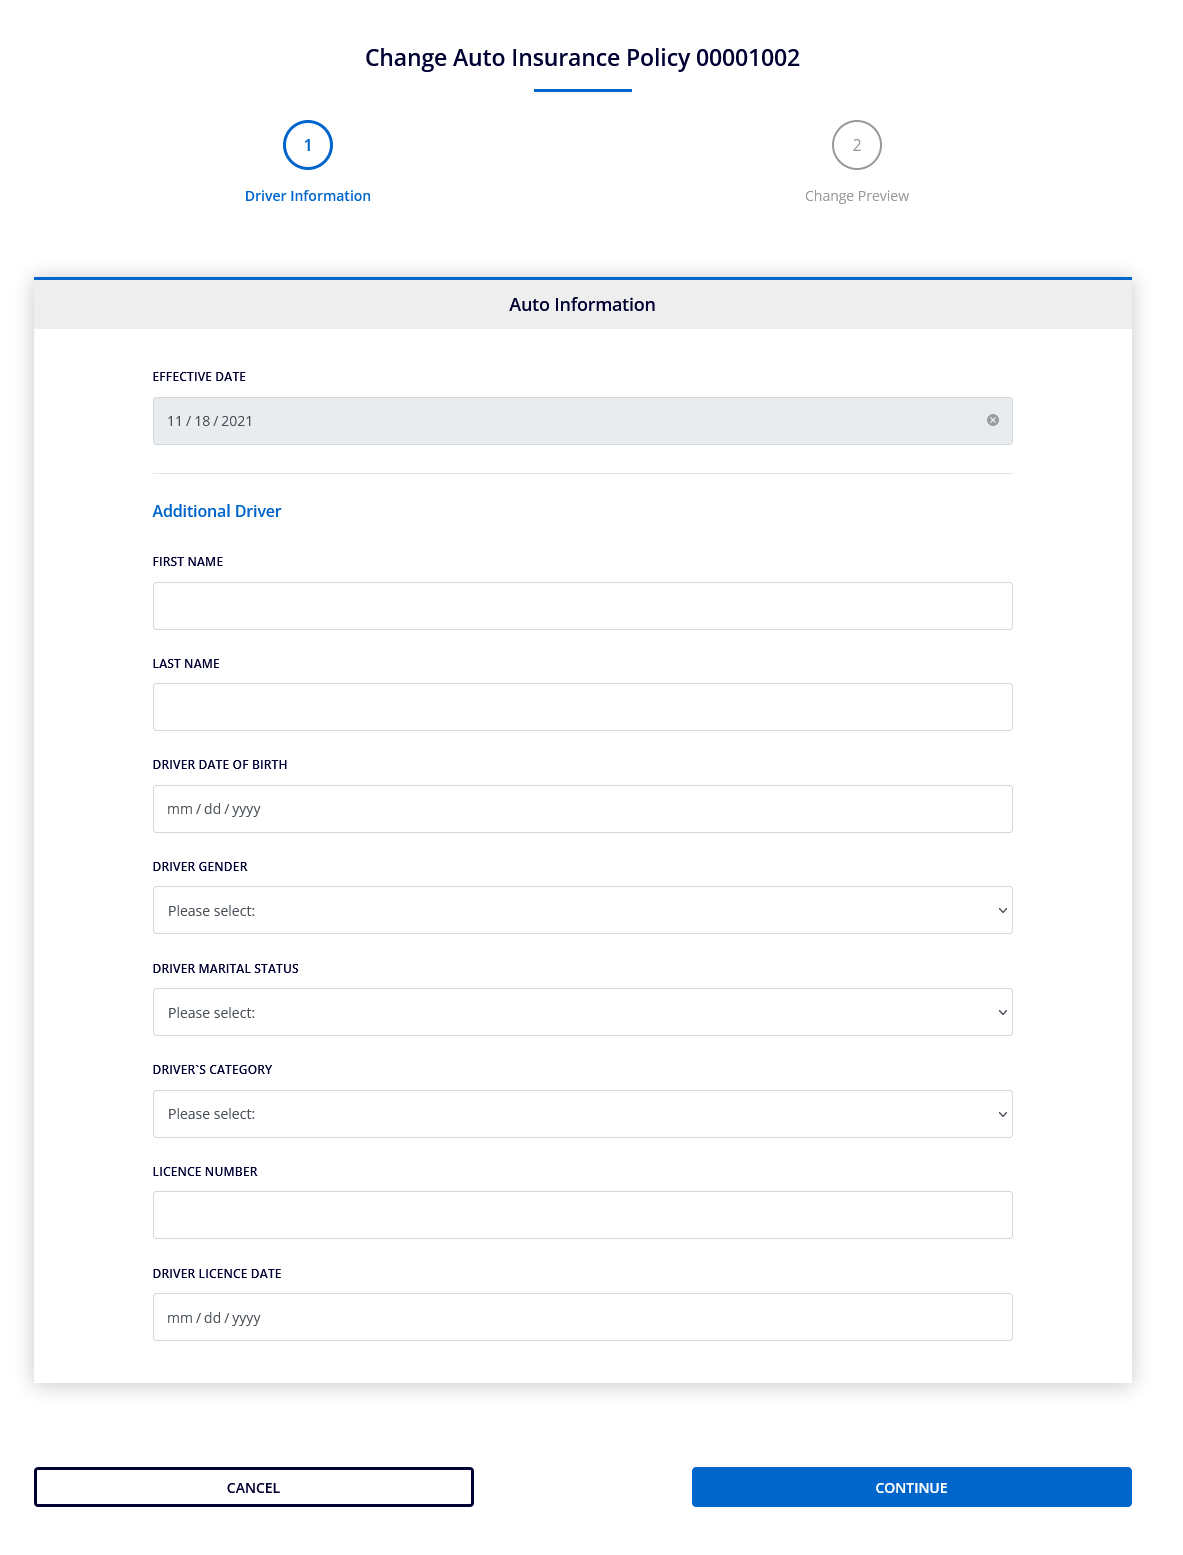 Change Auto Insurance Policy 00001002
1
2
Driver Information
Change Preview
Auto Information
EFFECTIVE DATE
11 / 18 / 2021
Additional Driver
FIRST NAME
LAST NAME
DRIVER DATE OF BIRTH
mm / dd / yyyy
DRIVER GENDER
Please select:
DRIVER MARITAL STATUS
Please select:
DRIVER`S CATEGORY
Please select:
LICENCE NUMBER
DRIVER LICENCE DATE
mm / dd / yyyy
CANCEL
CONTINUE